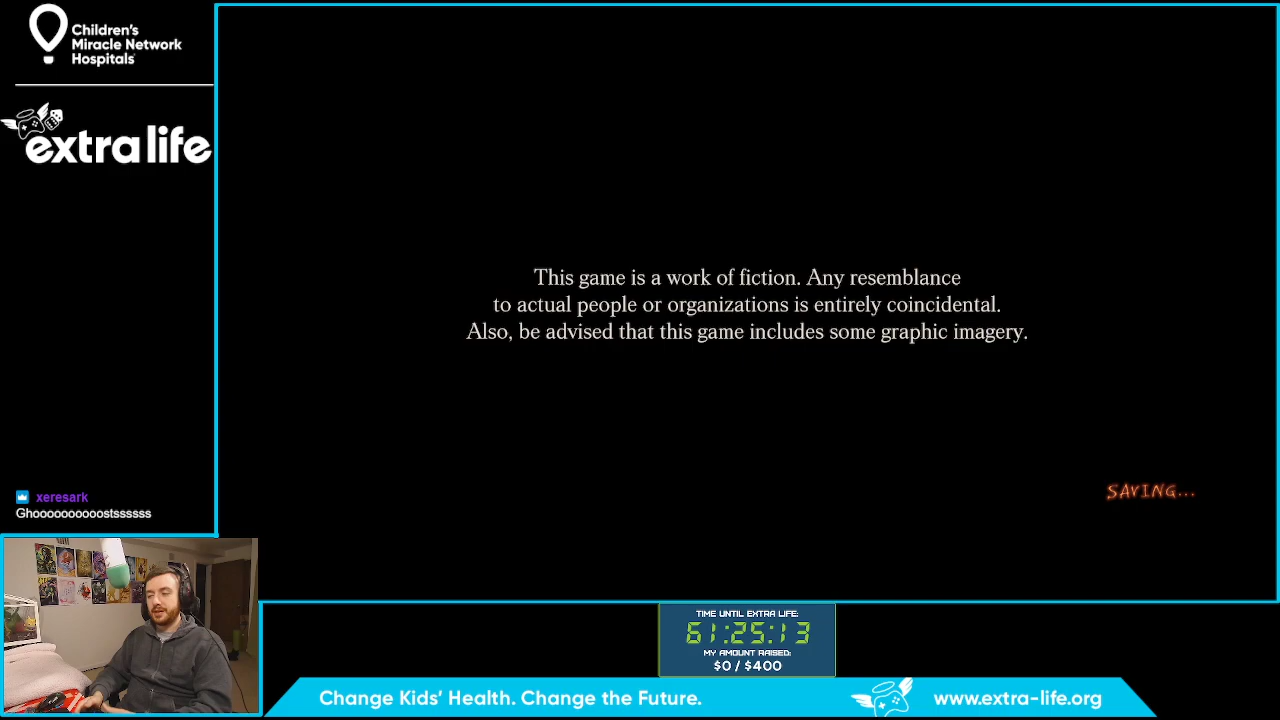 Children's
Miracle Network
Hospitals
extra life
This game is a work of fiction. Any resemblance
to actual people or organizations is entirely coincidental.
Also, be advised that this game includes some graphic imagery.
SAVING...
xeresark
Ghooooooooostssssss
TIME UNTIL EXTRA LIFE:
61:25:13
MY AMOUNT RAISED:
$0 / $400
Change Kids' Health. Change the Future.
www.extra-life.org